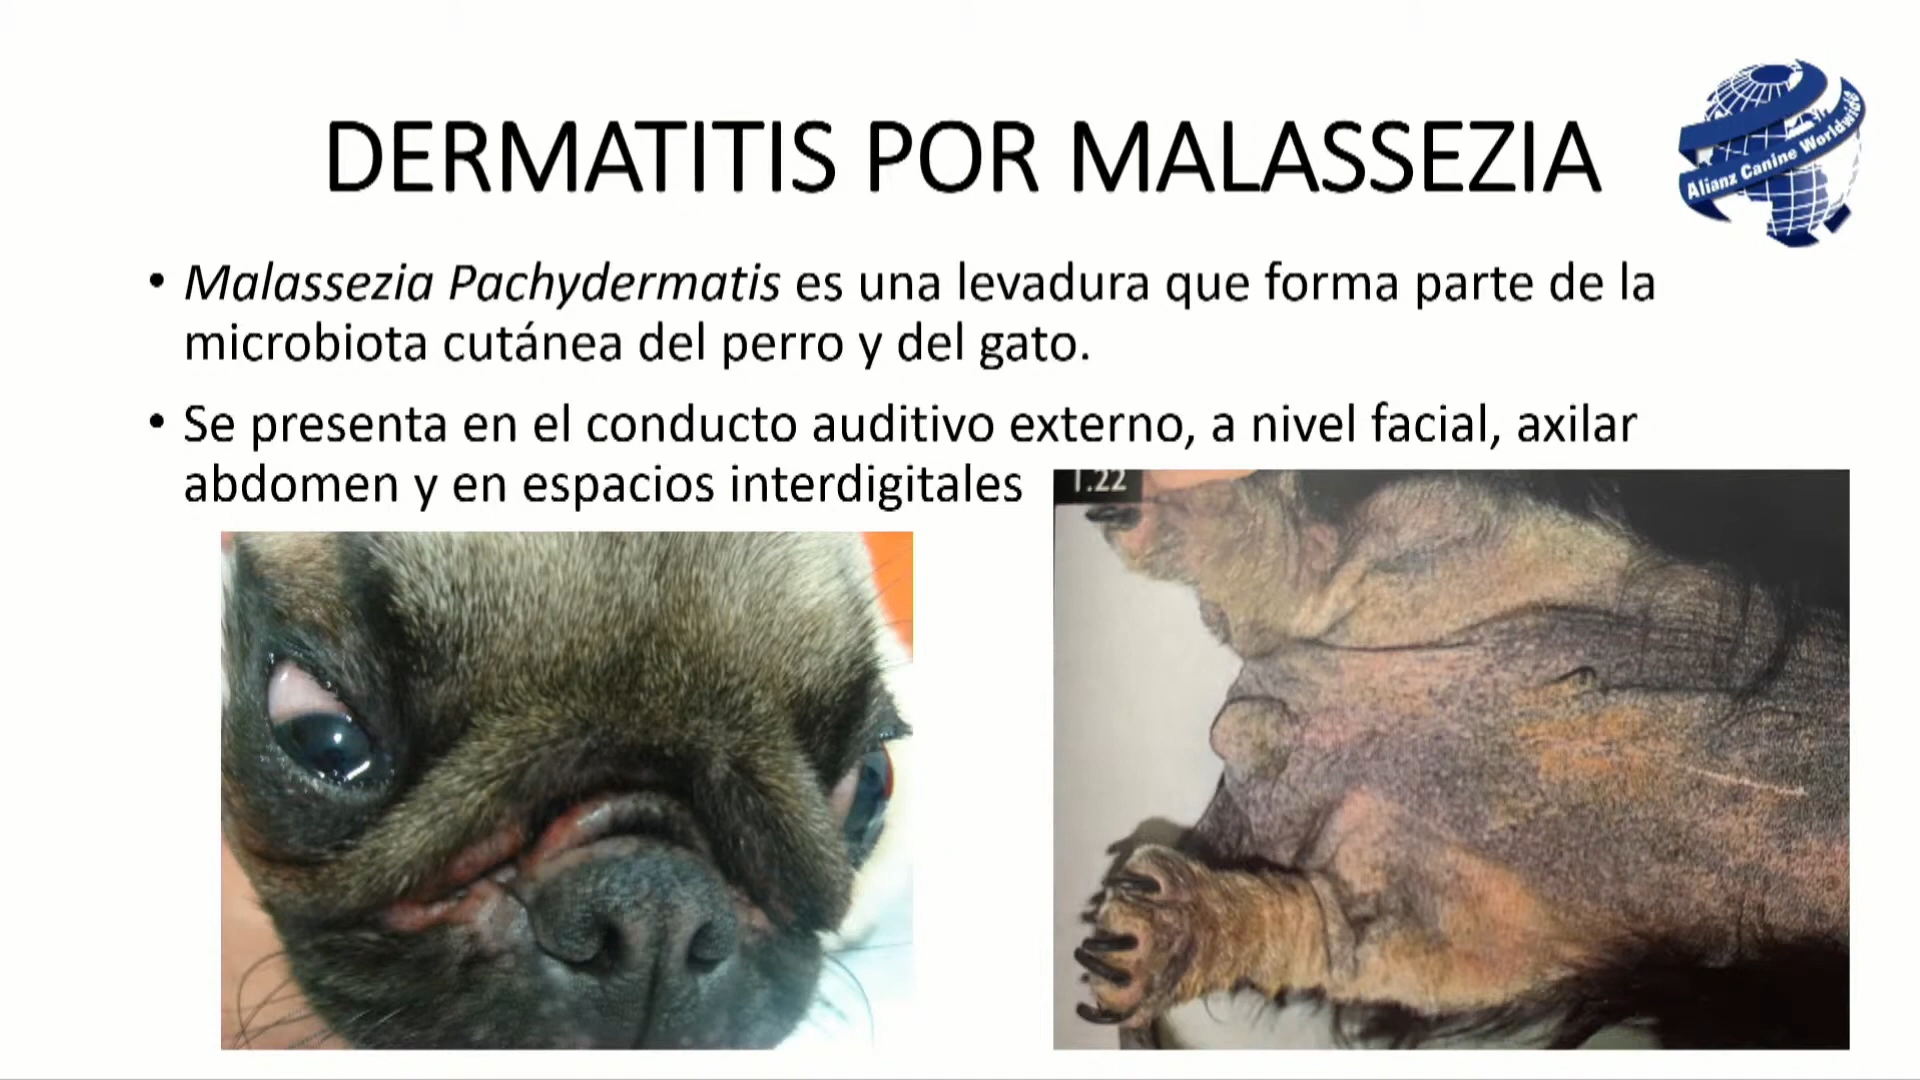 DERMATITIS POR MALASSEZIA
Alianz Canine Worldwide
• Malassezia Pachydermatis es una levadura que forma parte de la
microbiota cutánea del perro y del gato.
• Se presenta en el conducto auditivo externo, a nivel facial, axilar
abdomen y en espacios interdigitales
1.22